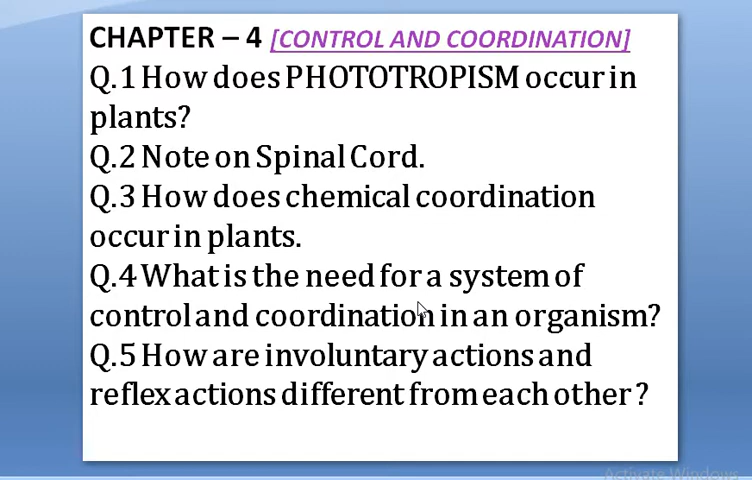 CHAPTER – 4 [CONTROL AND COORDINATION]
Q.1 How does PHOTOTROPISM occur in
plants?
Q.2 Note on Spinal Cord.
Q.3 How does chemical coordination
occur in plants.
Q.4 What is the need for a system of
control and coordination in an organism?
Q.5 How are involuntary actions and
reflex actions different from each other ?
Activate Windows